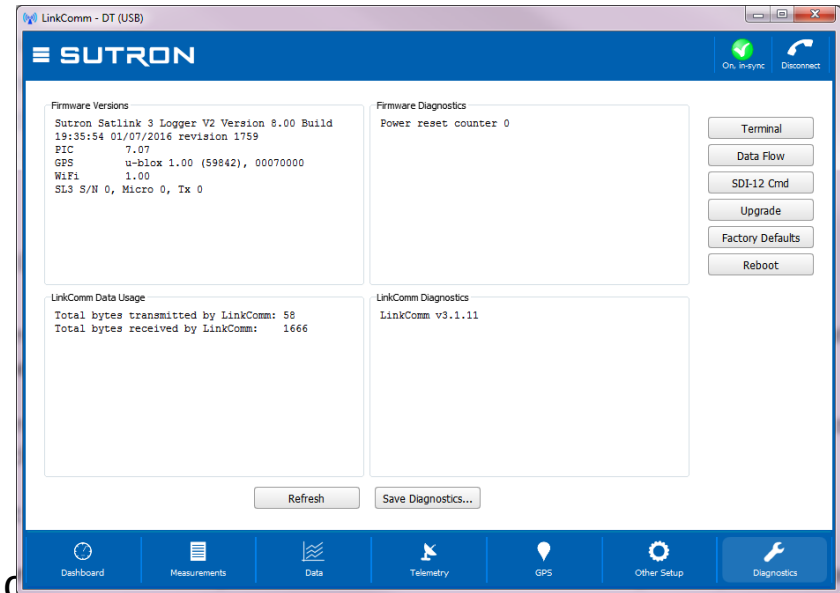 LinkComm - DT (USB)
SUTRON
On, in-sync
Disconnect
Firmware Versions
Sutron Satlink 3 Logger V2 Version 8.00 Build
19:35:54 01/07/2016 revision 1759
PIC 7.07
GPS u-blox 1.00 (59842), 00070000
WiFi 1.00
SL3 S/N 0, Micro 0, Tx 0
Firmware Diagnostics
Power reset counter 0
Terminal
Data Flow
SDI-12 Cmd
Upgrade
Factory Defaults
Reboot
LinkComm Data Usage
Total bytes transmitted by LinkComm: 58
Total bytes received by LinkComm: 1666
LinkComm Diagnostics
LinkComm v3.1.11
Refresh
Save Diagnostics...
Dashboard
Measurements
Data
Telemetry
GPS
Other Setup
Diagnostics